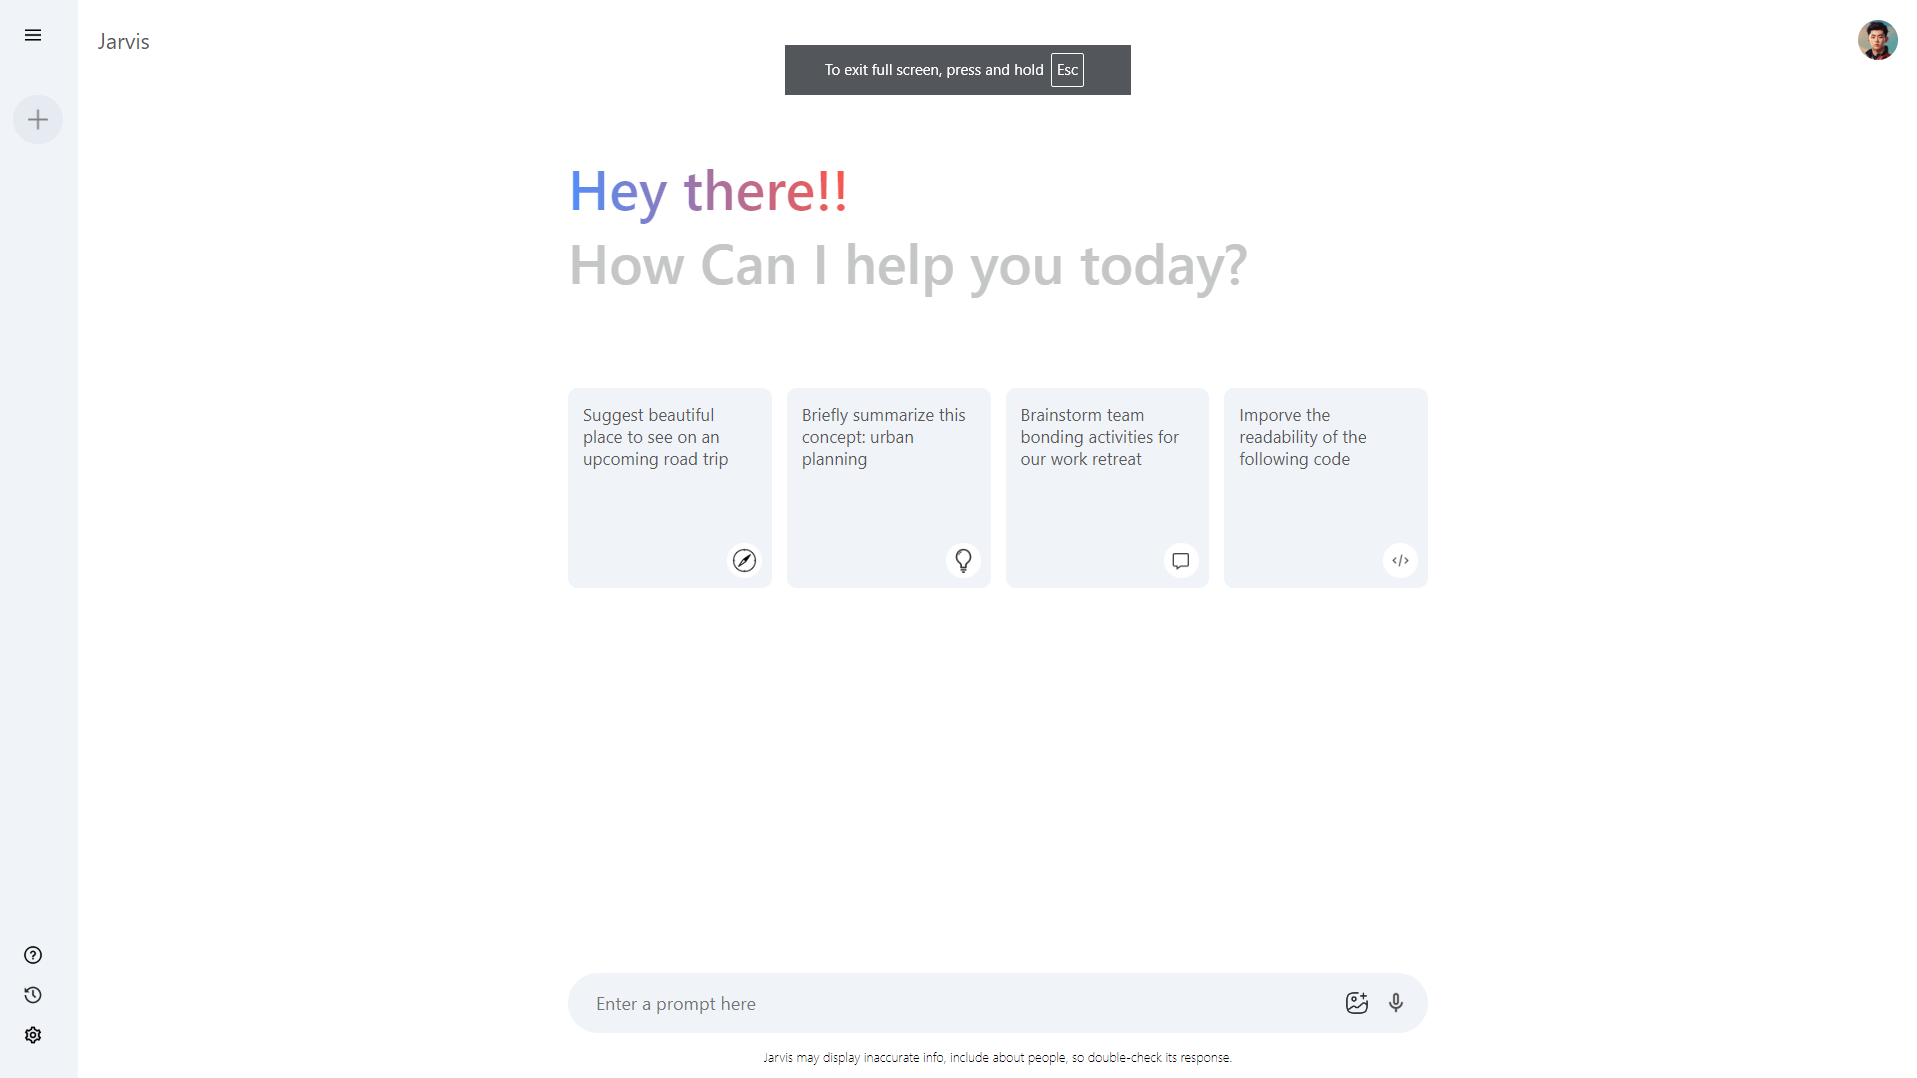 Jarvis
To exit full screen, press and hold Esc
Hey there!!
How Can I help you today?
Suggest beautiful
place to see on an
upcoming road trip
Briefly summarize this
concept: urban
planning
Brainstorm team
bonding activities for
our work retreat
Imporve the
readability of the
following code
Enter a prompt here
Jarvis may display inaccurate info, include about people, so double-check its response.